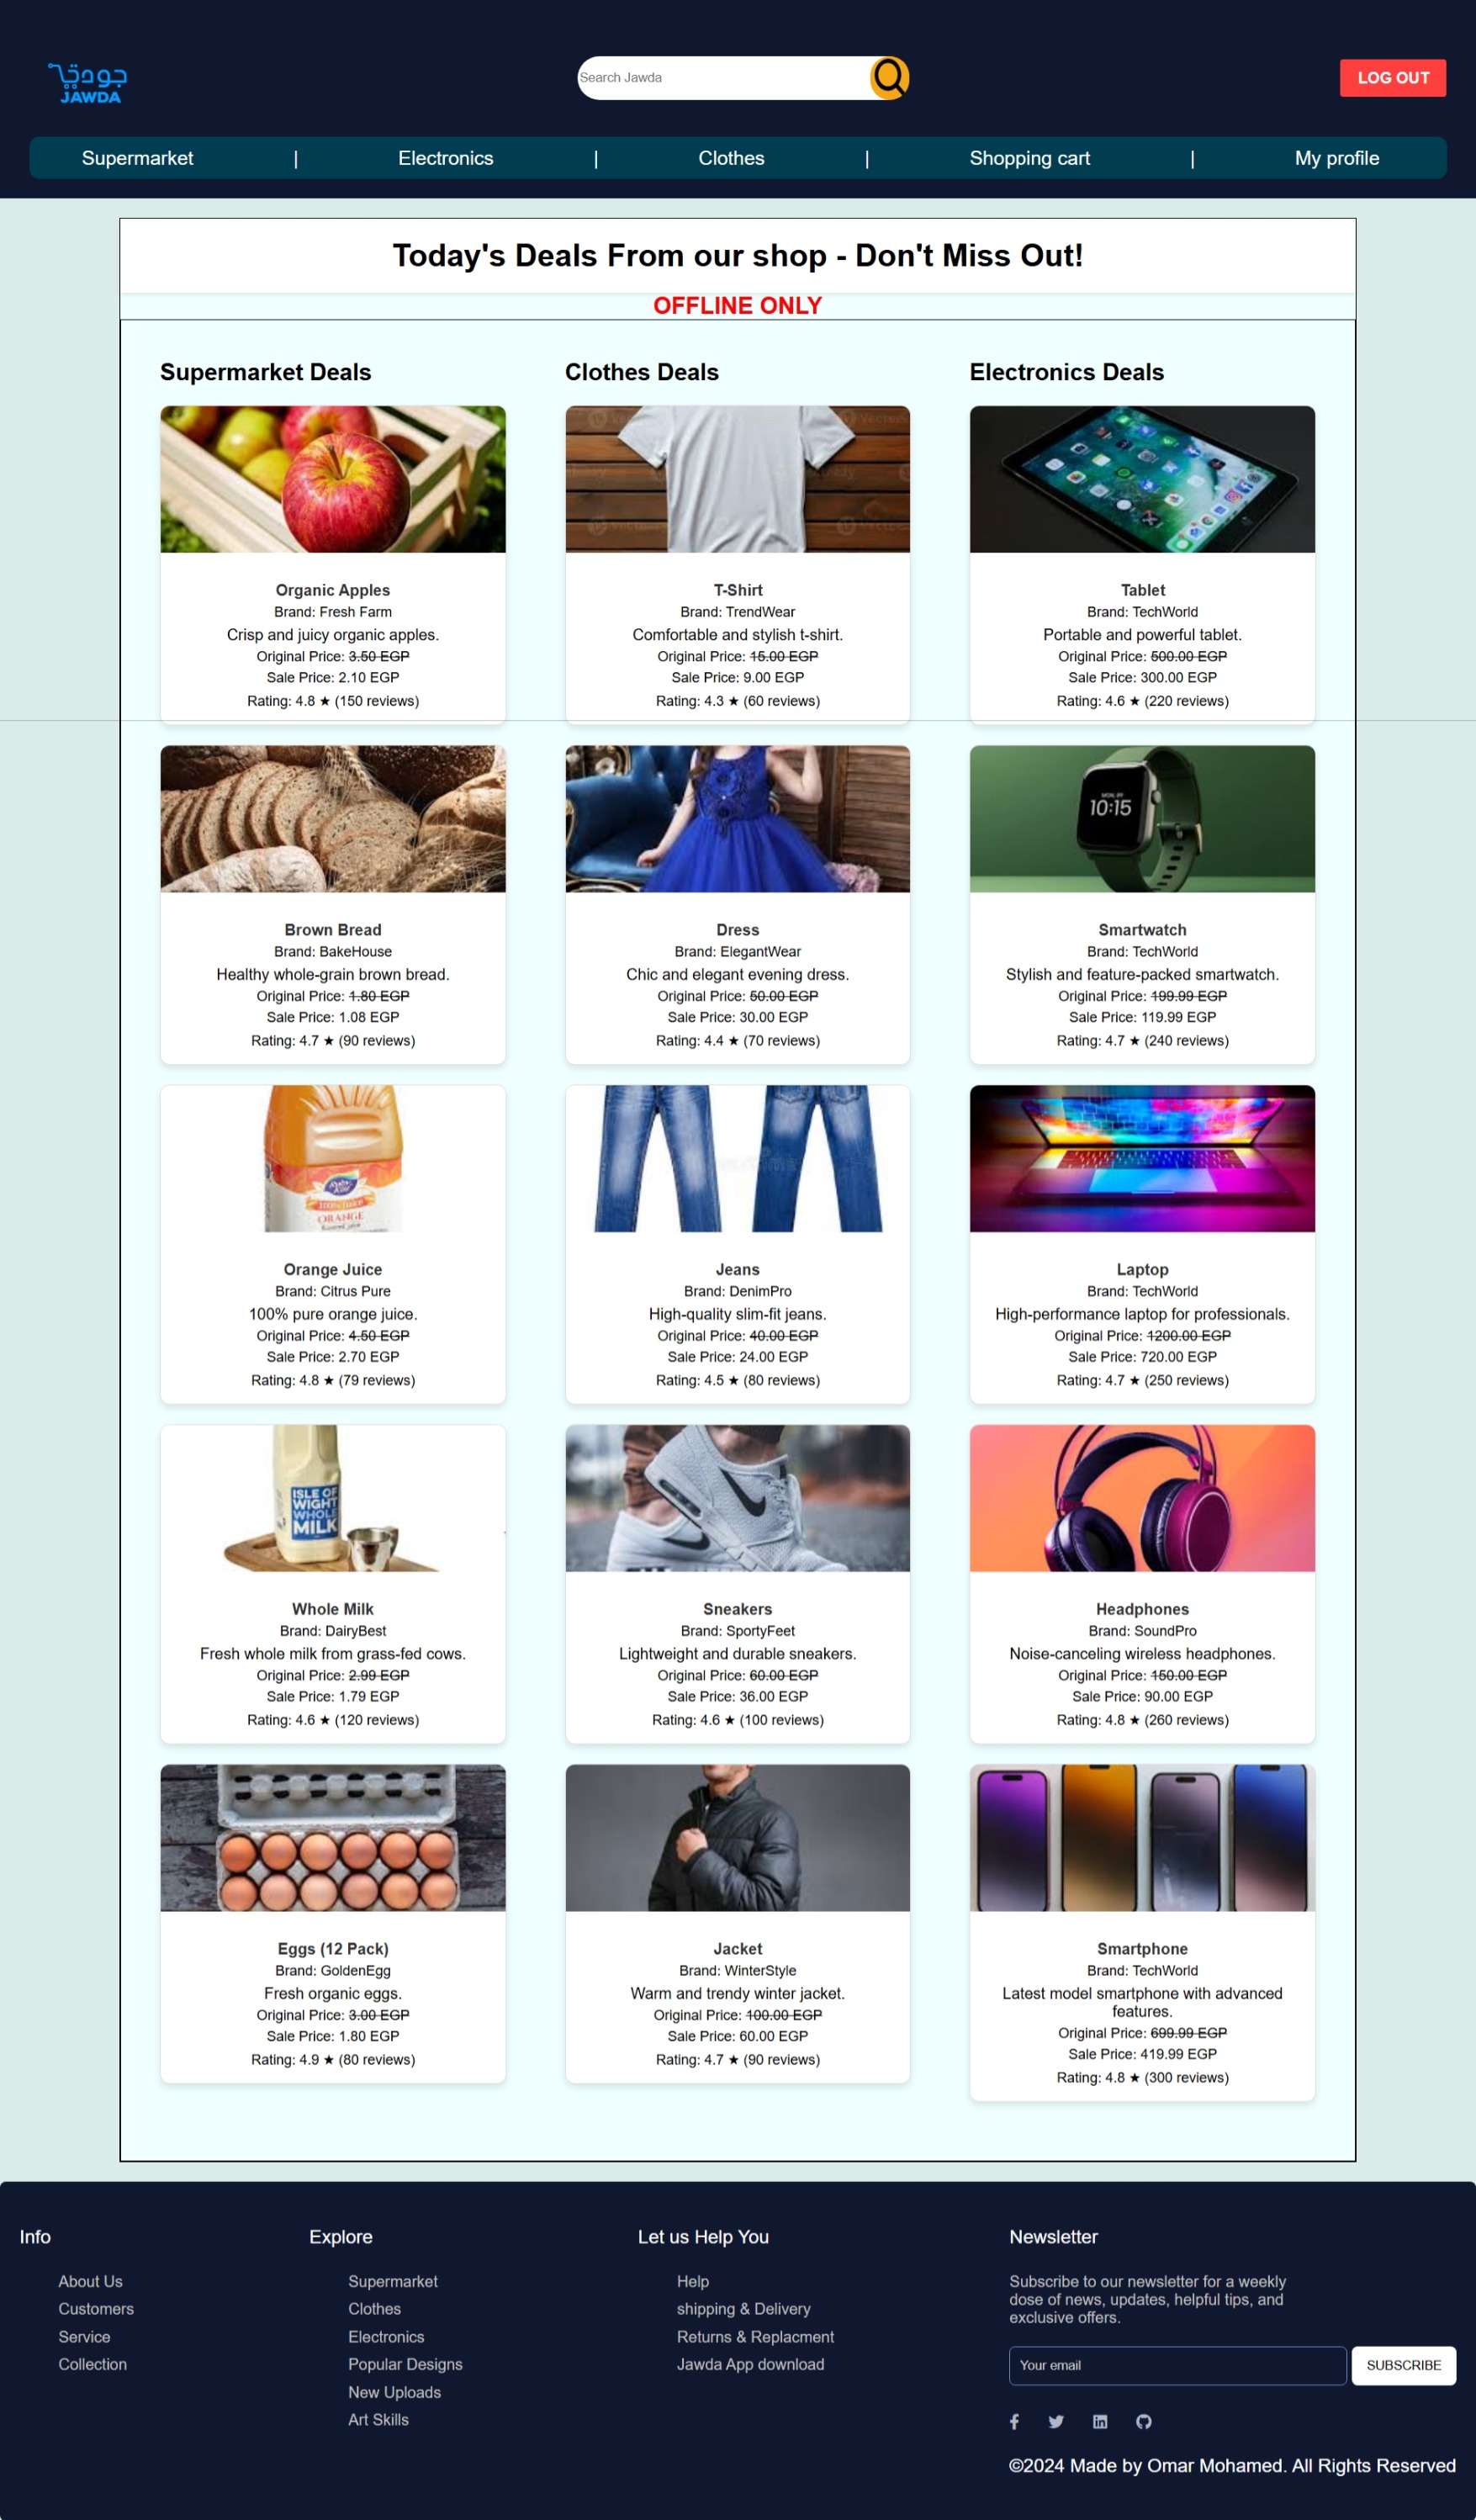 جودة
JAWDA
Search Jawda
LOG OUT
Supermarket | Electronics | Clothes | Shopping cart | My profile
Today's Deals From our shop - Don't Miss Out!
OFFLINE ONLY
Supermarket Deals
Organic Apples
Brand: Fresh Farm
Crisp and juicy organic apples.
Original Price: 3.50 EGP
Sale Price: 2.10 EGP
Rating: 4.8 ★ (150 reviews)
Brown Bread
Brand: BakeHouse
Healthy whole-grain brown bread.
Original Price: 1.80 EGP
Sale Price: 1.08 EGP
Rating: 4.7 ★ (90 reviews)
100% pure
ORANGE
Orange Juice
Brand: Citrus Pure
100% pure orange juice.
Original Price: 4.50 EGP
Sale Price: 2.70 EGP
Rating: 4.8 ★ (79 reviews)
ISLE OF
WIGHT
WHOLE
MILK
Whole Milk
Brand: DairyBest
Fresh whole milk from grass-fed cows.
Original Price: 2.99 EGP
Sale Price: 1.79 EGP
Rating: 4.6 ★ (120 reviews)
Eggs (12 Pack)
Brand: GoldenEgg
Fresh organic eggs.
Original Price: 3.00 EGP
Sale Price: 1.80 EGP
Rating: 4.9 ★ (80 reviews)
Clothes Deals
T-Shirt
Brand: TrendWear
Comfortable and stylish t-shirt.
Original Price: 15.00 EGP
Sale Price: 9.00 EGP
Rating: 4.3 ★ (60 reviews)
Dress
Brand: ElegantWear
Chic and elegant evening dress.
Original Price: 50.00 EGP
Sale Price: 30.00 EGP
Rating: 4.4 ★ (70 reviews)
Jeans
Brand: DenimPro
High-quality slim-fit jeans.
Original Price: 40.00 EGP
Sale Price: 24.00 EGP
Rating: 4.5 ★ (80 reviews)
Sneakers
Brand: SportyFeet
Lightweight and durable sneakers.
Original Price: 60.00 EGP
Sale Price: 36.00 EGP
Rating: 4.6 ★ (100 reviews)
Jacket
Brand: WinterStyle
Warm and trendy winter jacket.
Original Price: 100.00 EGP
Sale Price: 60.00 EGP
Rating: 4.7 ★ (90 reviews)
Electronics Deals
Tablet
Brand: TechWorld
Portable and powerful tablet.
Original Price: 500.00 EGP
Sale Price: 300.00 EGP
Rating: 4.6 ★ (220 reviews)
10:15
Smartwatch
Brand: TechWorld
Stylish and feature-packed smartwatch.
Original Price: 199.99 EGP
Sale Price: 119.99 EGP
Rating: 4.7 ★ (240 reviews)
Laptop
Brand: TechWorld
High-performance laptop for professionals.
Original Price: 1200.00 EGP
Sale Price: 720.00 EGP
Rating: 4.7 ★ (250 reviews)
Headphones
Brand: SoundPro
Noise-canceling wireless headphones.
Original Price: 150.00 EGP
Sale Price: 90.00 EGP
Rating: 4.8 ★ (260 reviews)
Smartphone
Brand: TechWorld
Latest model smartphone with advanced
features.
Original Price: 699.99 EGP
Sale Price: 419.99 EGP
Rating: 4.8 ★ (300 reviews)
Info
About Us
Customers
Service
Collection
Explore
Supermarket
Clothes
Electronics
Popular Designs
New Uploads
Art Skills
Let us Help You
Help
shipping & Delivery
Returns & Replacment
Jawda App download
Newsletter
Subscribe to our newsletter for a weekly
dose of news, updates, helpful tips, and
exclusive offers.
Your email
SUBSCRIBE
©2024 Made by Omar Mohamed. All Rights Reserved